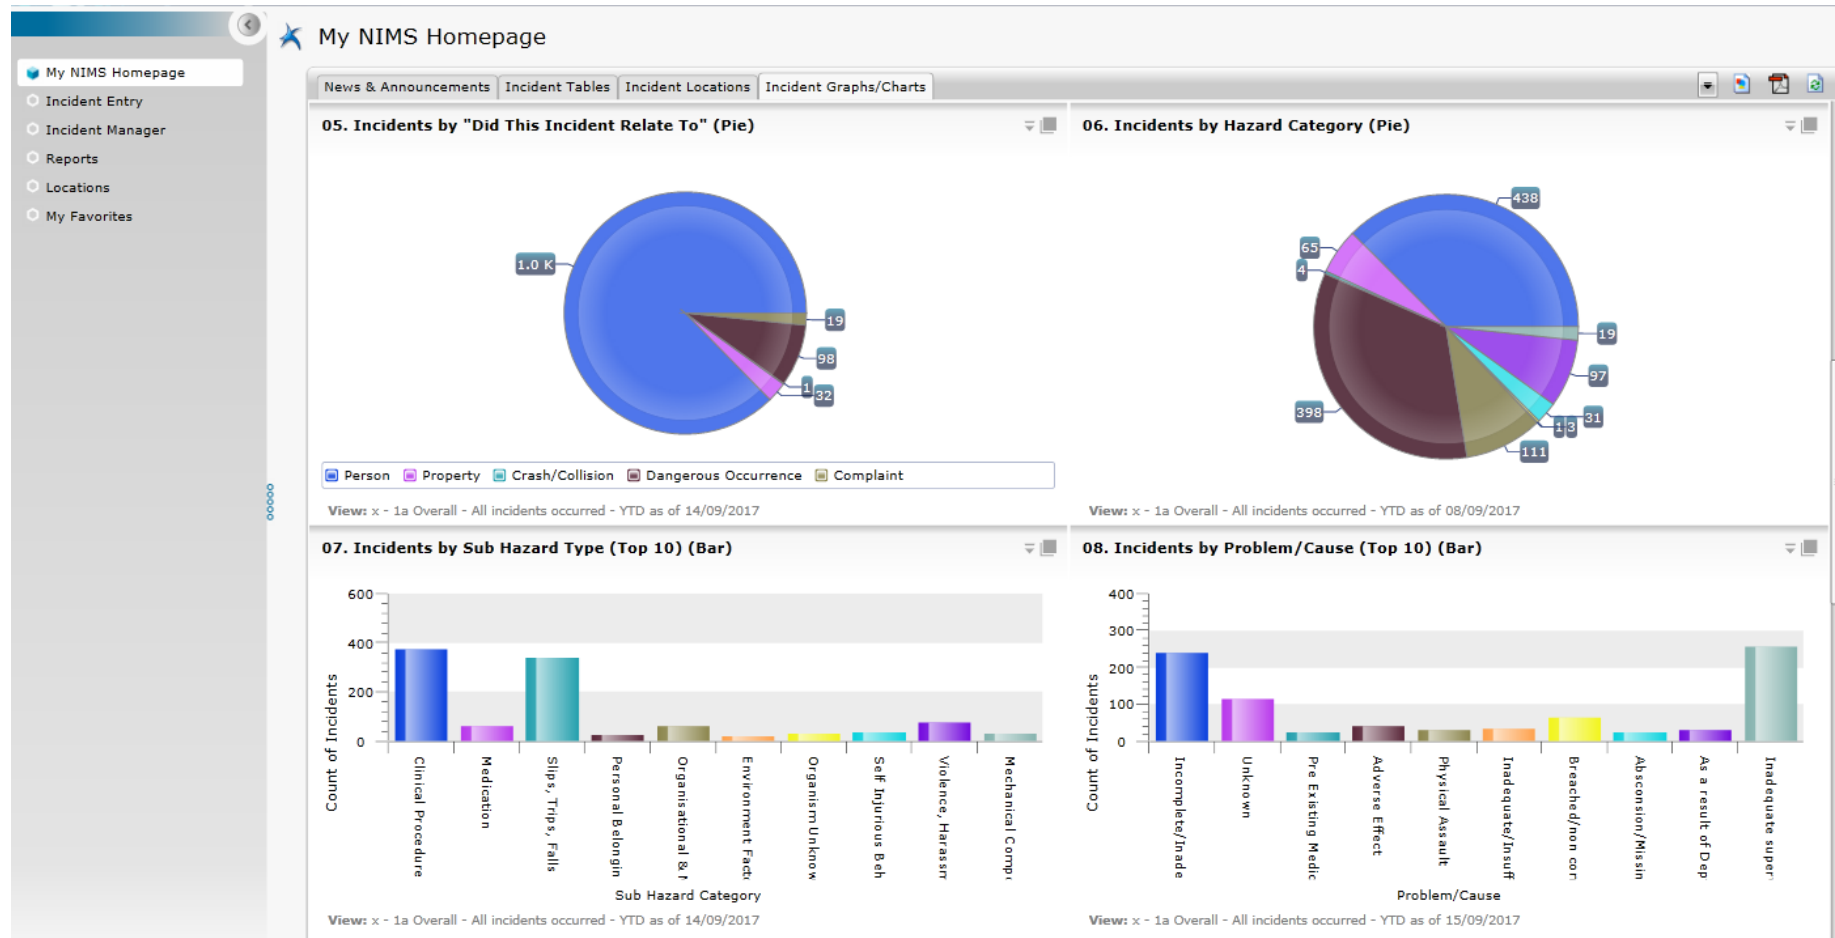 My NIMS Homepage
My NIMS Homepage
Incident Entry
Incident Manager
Reports
Locations
My Favorites
News & Announcements Incident Tables Incident Locations Incident Graphs/Charts
05. Incidents by "Did This Incident Relate To" (Pie)
1.0 K
19
98
1
32
Person Property Crash/Collision Dangerous Occurrence Complaint
View: x - 1a Overall - All incidents occurred - YTD as of 14/09/2017
06. Incidents by Hazard Category (Pie)
438
65
4
19
97
398
31
1 3
111
View: x - 1a Overall - All incidents occurred - YTD as of 08/09/2017
07. Incidents by Sub Hazard Type (Top 10) (Bar)
600
400
200
0
Count of Incidents
Clinical Procedure
Medication
Slips, Trips, Falls
Personal Belongin
Organisational &
Environment Fact
Organism Unknow
Self Injurious Beh
Violence, Harass
Mechanical Comp
Sub Hazard Category
View: x - 1a Overall - All incidents occurred - YTD as of 14/09/2017
08. Incidents by Problem/Cause (Top 10) (Bar)
400
300
200
100
0
Count of Incidents
Incomplete/Inade
Unknown
Pre Existing Medic
Adverse Effect
Physical Assault
Inadequate/Insuff
Breached/non con
Absconsion/Missin
As a result of Dep
Inadequate super
Problem/Cause
View: x - 1a Overall - All incidents occurred - YTD as of 15/09/2017